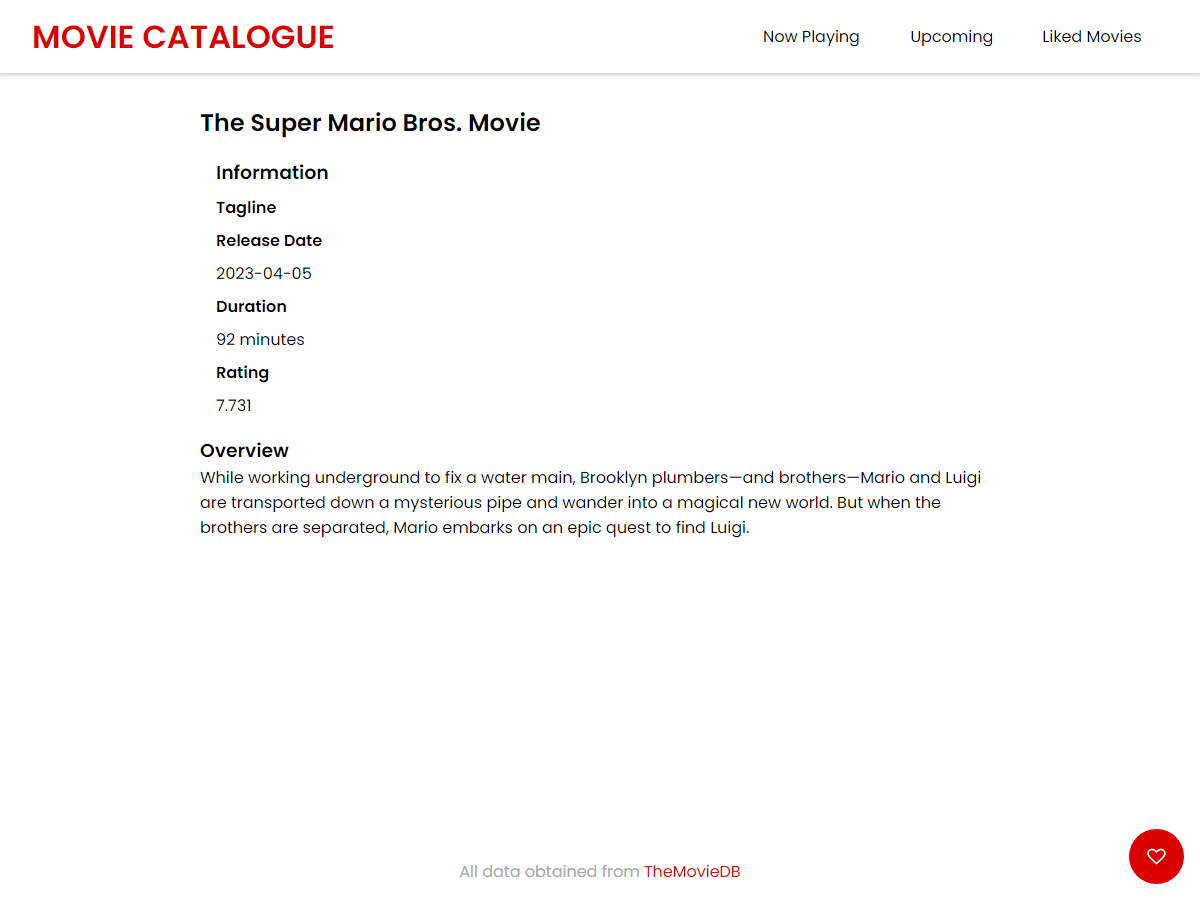 MOVIE CATALOGUE
Now Playing
Upcoming
Liked Movies
The Super Mario Bros. Movie
Information
Tagline
Release Date
2023-04-05
Duration
92 minutes
Rating
7.731
Overview
While working underground to fix a water main, Brooklyn plumbers—and brothers—Mario and Luigi
are transported down a mysterious pipe and wander into a magical new world. But when the
brothers are separated, Mario embarks on an epic quest to find Luigi.
All data obtained from TheMovieDB